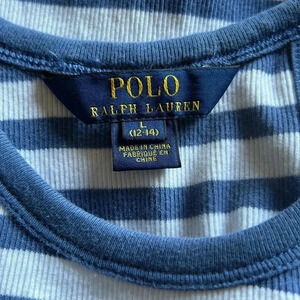 POLO
RALPH LAUREN
L
(12-14)
MADE IN CHINA
FABRIQUÉ EN
CHINE